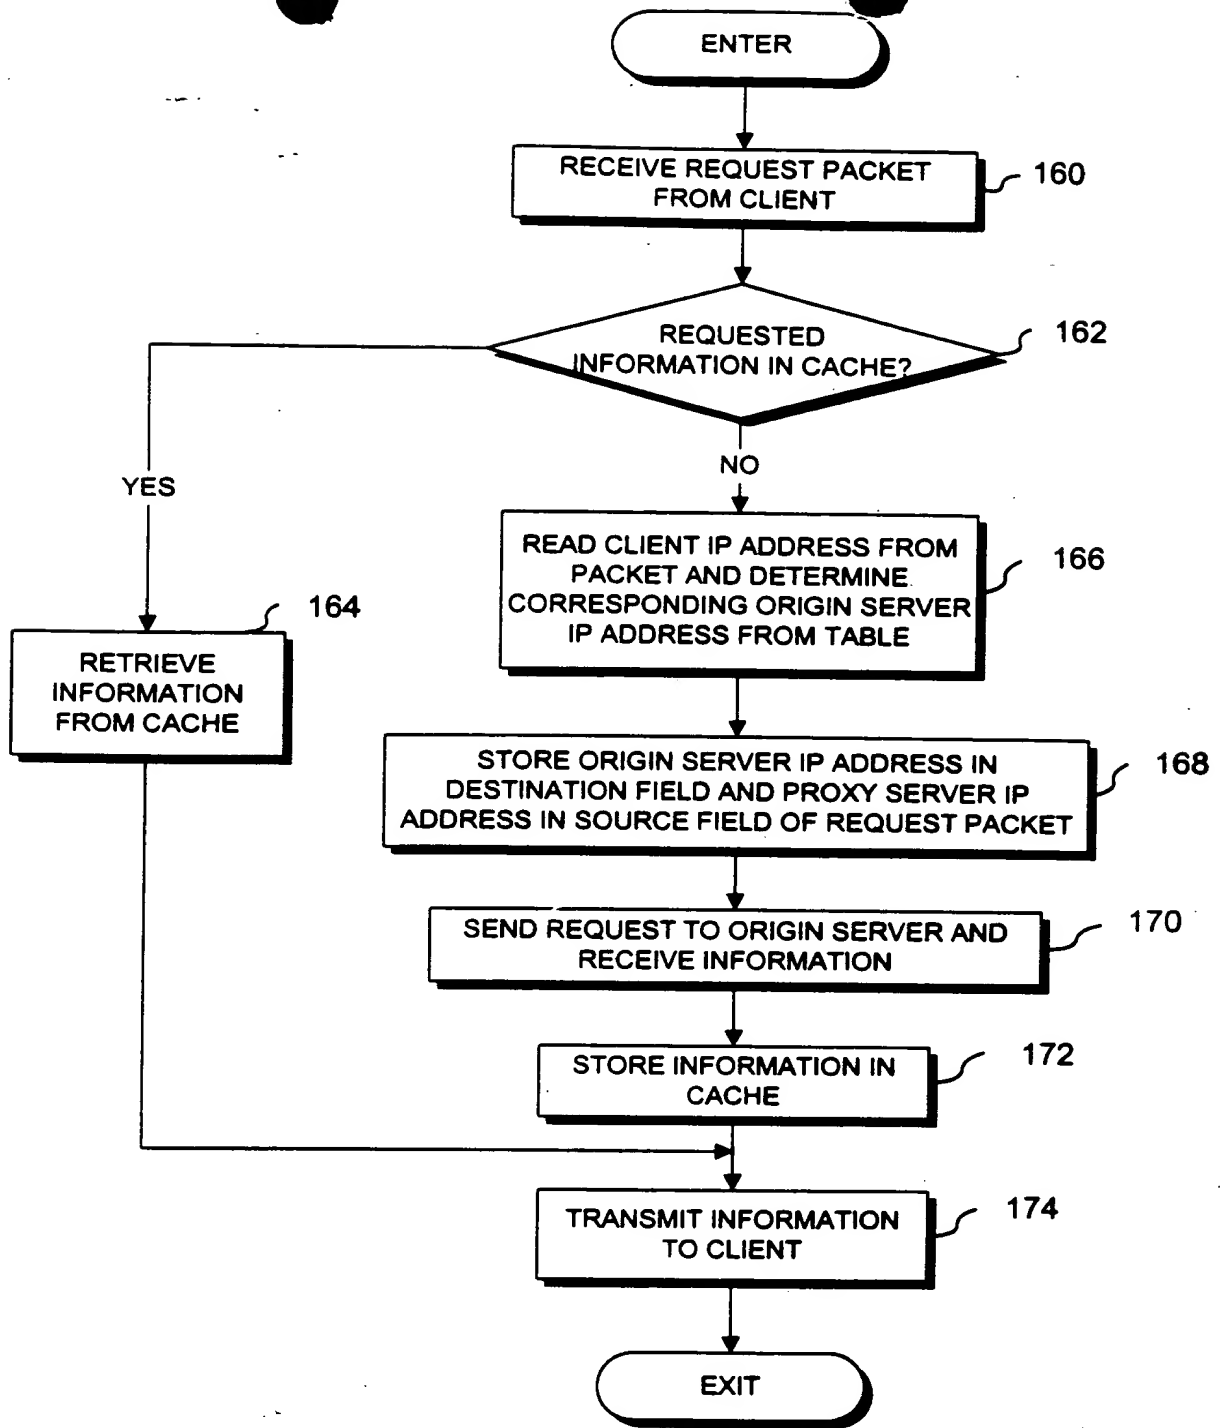 ENTER
RECEIVE REQUEST PACKET
FROM CLIENT
160
REQUESTED
INFORMATION IN CACHE?
162
NO
YES
READ CLIENT IP ADDRESS FROM
PACKET AND DETERMINE
CORRESPONDING ORIGIN SERVER
IP ADDRESS FROM TABLE
166
164
RETRIEVE
INFORMATION
FROM CACHE
STORE ORIGIN SERVER IP ADDRESS IN
DESTINATION FIELD AND PROXY SERVER IP
ADDRESS IN SOURCE FIELD OF REQUEST PACKET
168
SEND REQUEST TO ORIGIN SERVER AND
RECEIVE INFORMATION
170
STORE INFORMATION IN
CACHE
172
TRANSMIT INFORMATION
TO CLIENT
174
EXIT